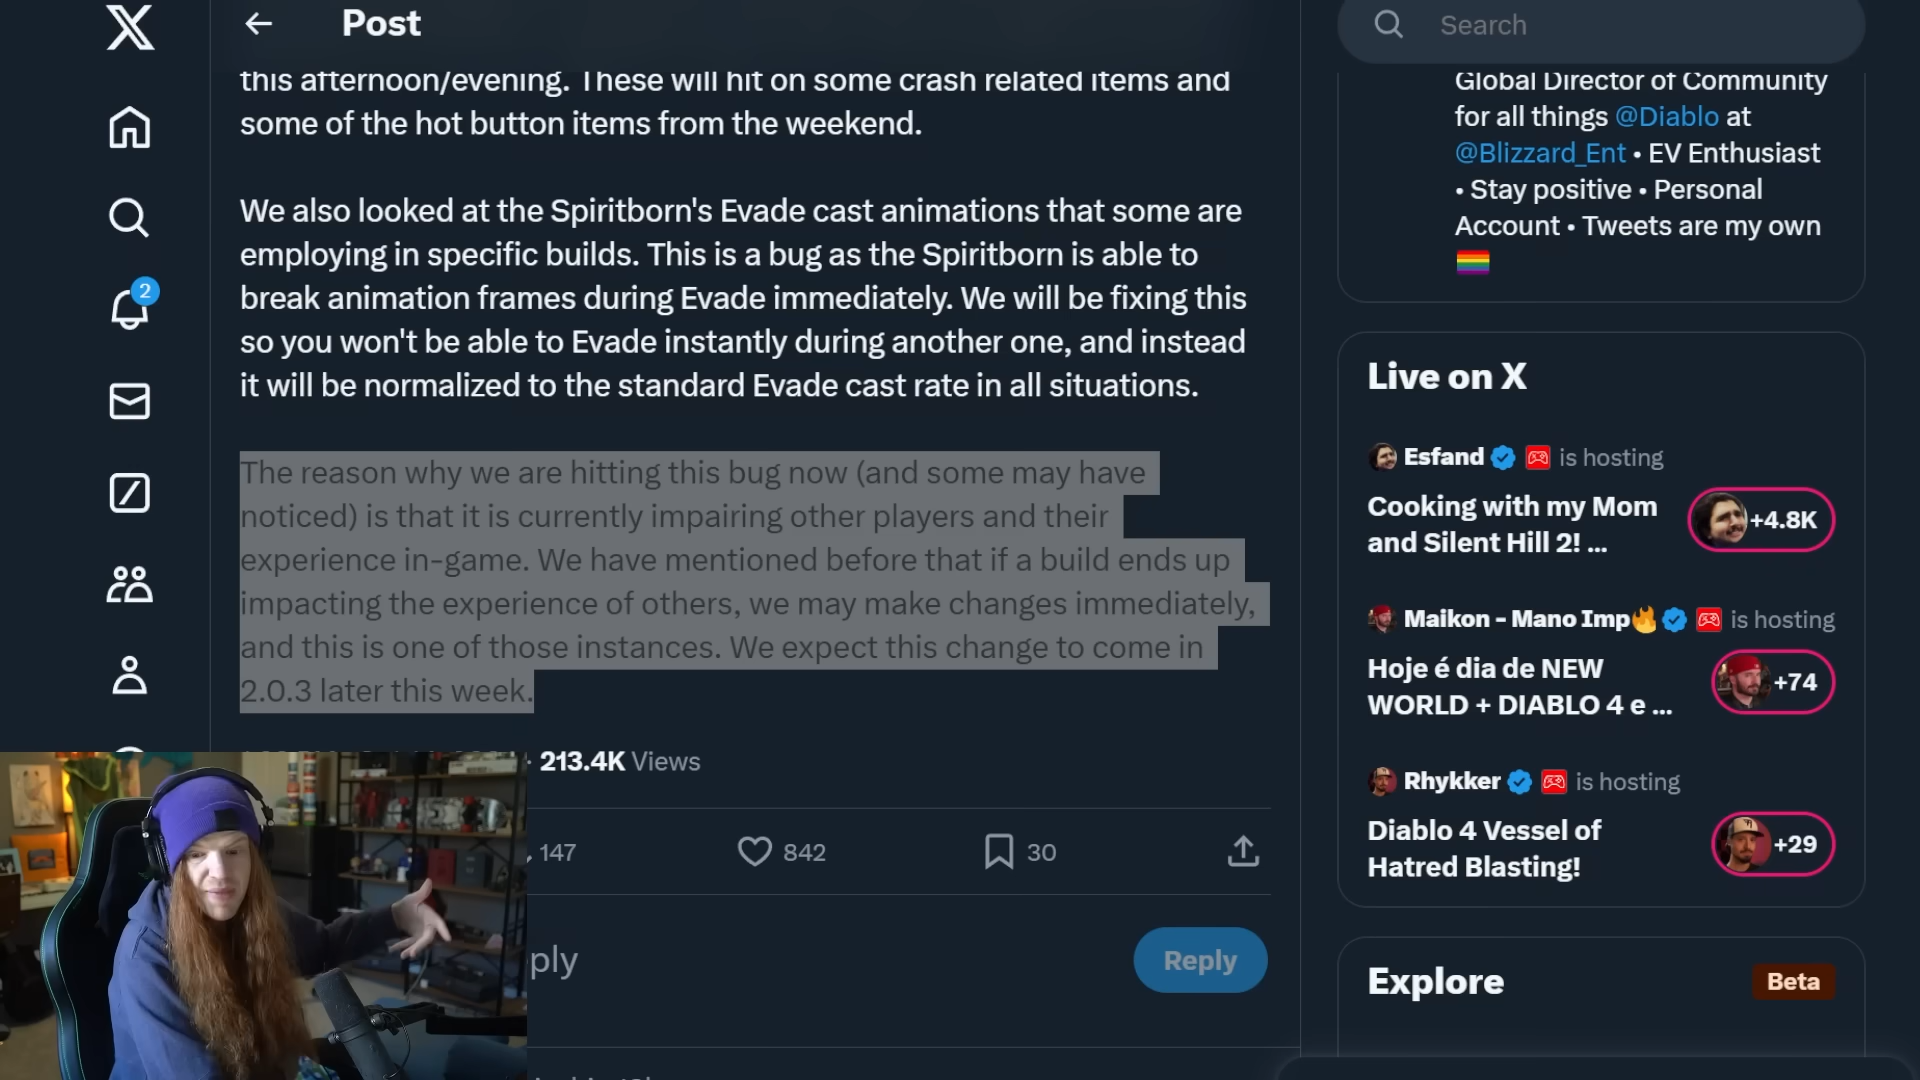 Post
this afternoon/evening. These will hit on some crash related items and
some of the hot button items from the weekend.
We also looked at the Spiritborn's Evade cast animations that some are
employing in specific builds. This is a bug as the Spiritborn is able to
break animation frames during Evade immediately. We will be fixing this
so you won't be able to Evade instantly during another one, and instead
it will be normalized to the standard Evade cast rate in all situations.
The reason why we are hitting this bug now (and some may have
noticed) is that it is currently impairing other players and their
experience in-game. We have mentioned before that if a build ends up
impacting the experience of others, we may make changes immediately,
and this is one of those instances. We expect this change to come in
2.0.3 later this week.
213.4K Views
147
842
30
ply
Reply
2
Search
Global Director of Community
for all things @Diablo at
@Blizzard_Ent • EV Enthusiast
• Stay positive • Personal
Account • Tweets are my own
Live on X
Esfand is hosting
Cooking with my Mom
and Silent Hill 2! ...
+4.8K
Maikon - Mano Imp is hosting
Hoje é dia de NEW
WORLD + DIABLO 4 e ...
+74
Rhykker is hosting
Diablo 4 Vessel of
Hatred Blasting!
+29
Explore
Beta